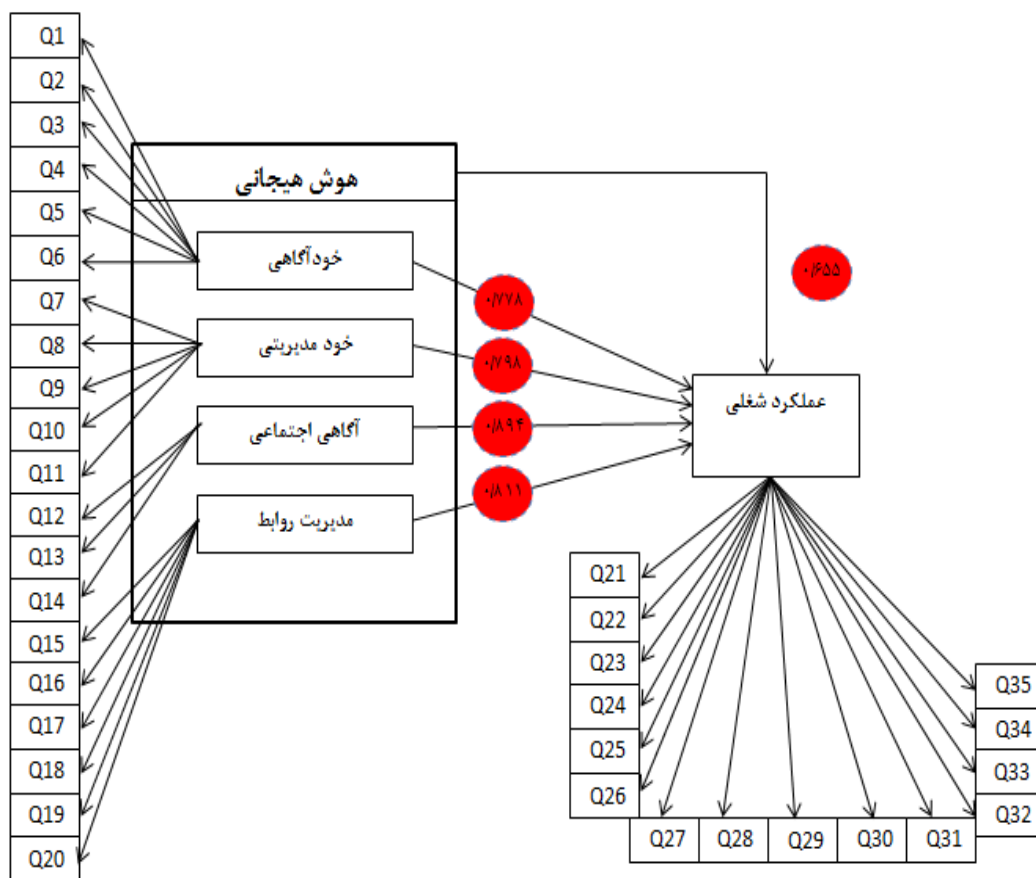 Q1
Q2
Q3
Q4
Q5
Q6
Q7
Q8
Q9
Q10
Q11
Q12
Q13
Q14
Q15
Q16
Q17
Q18
Q19
Q20
هوش هیجانی
خودآگاهی
خود مدیریتی
آگاهی اجتماعی
مدیریت روابط
۰/۷۷۸
۰/۷۹۸
۰/۸۹۴
۰/۸۱۱
۰/۶۵۵
عملکرد شغلی
Q21
Q22
Q23
Q24
Q25
Q26
Q27
Q28
Q29
Q30
Q31
Q35
Q34
Q33
Q32